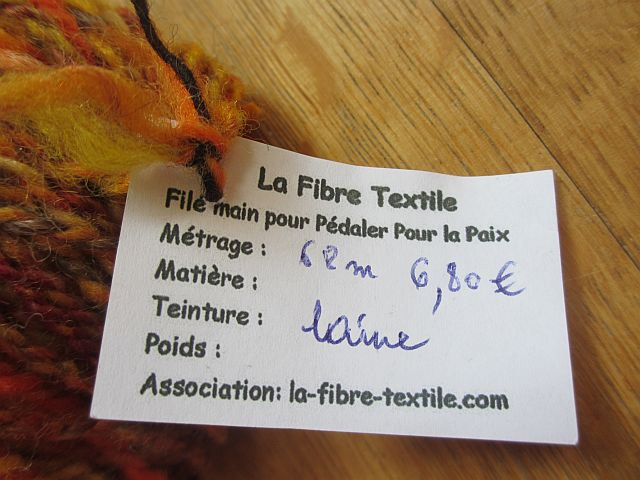 La Fibre Textile
Filé main pour Pédaler Pour la Paix
Métrage : 68m 6,80€
Matière :
Teinture : laine
Poids :
Association: la-fibre-textile.com